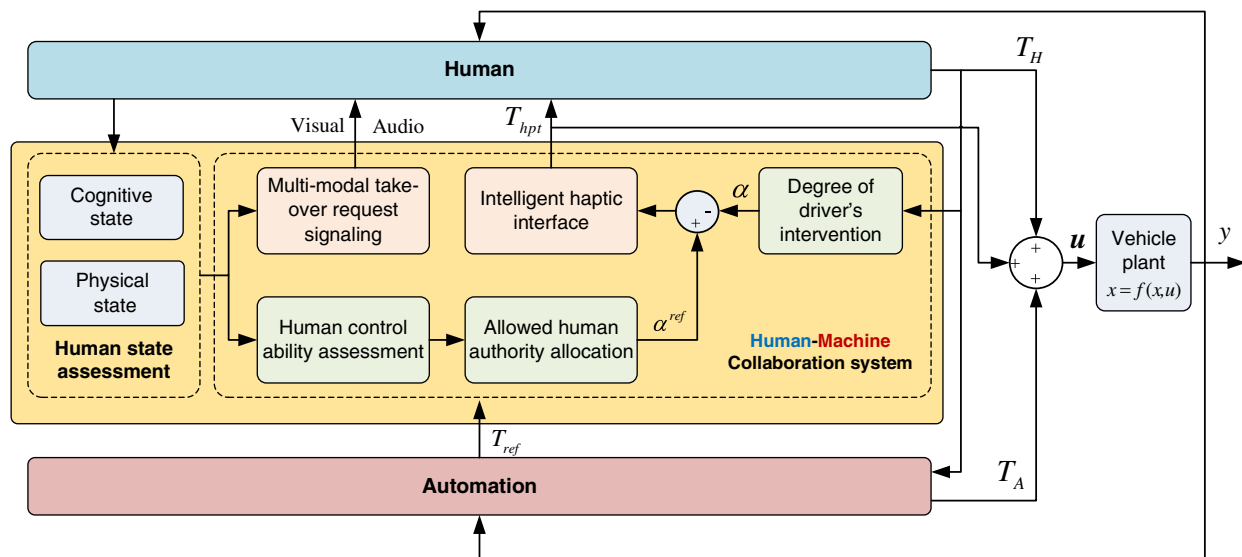 Human
T_H
Visual
Audio
T_hpt
Cognitive
state
Physical
state
Human state
assessment
Multi-modal take-
over request
signaling
Intelligent haptic
interface
-
+
α
Degree of
driver's
intervention
Human control
ability assessment
Allowed human
authority allocation
α^ref
Human-Machine
Collaboration system
+
+
+
u
Vehicle
plant
x = f(x,u)
y
T_ref
Automation
T_A